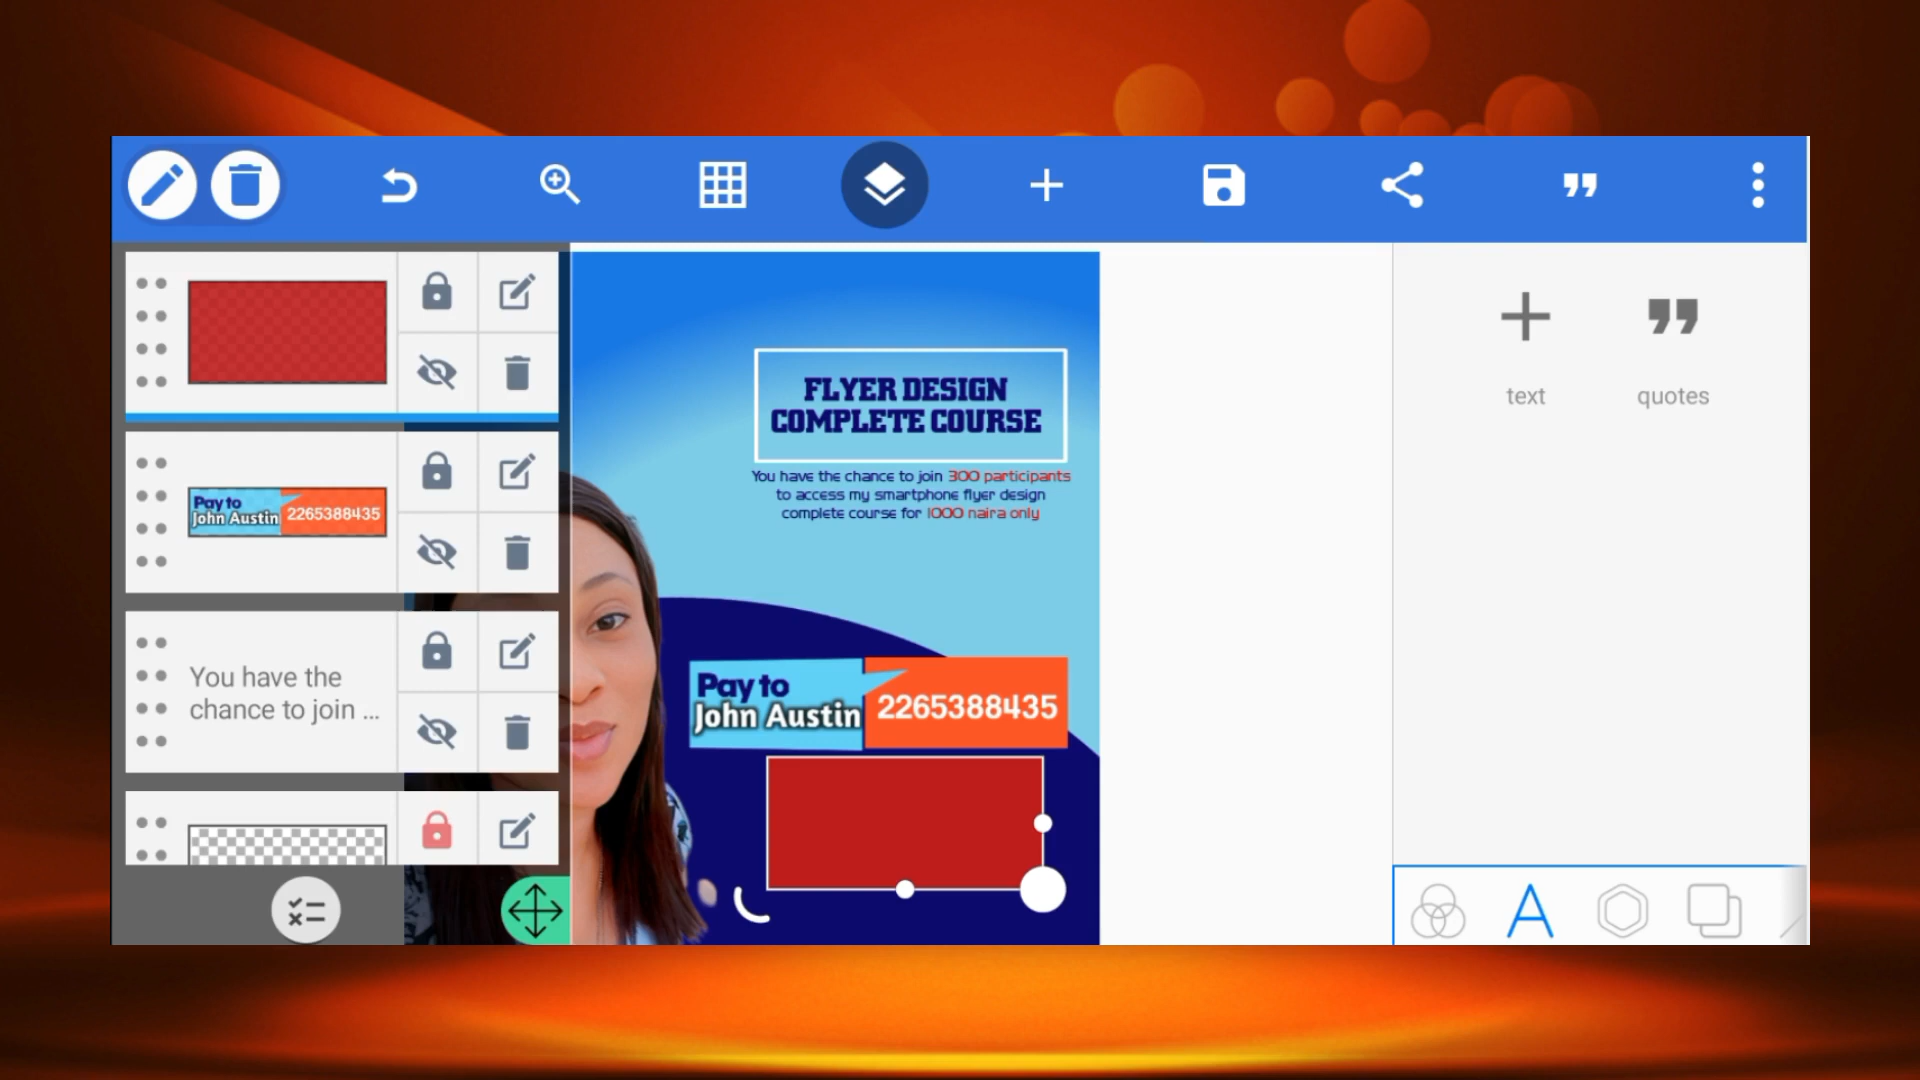 Pay to
John Austin
2265388435
You have the
chance to join ...
FLYER DESIGN
COMPLETE COURSE
You have the chance to join 300 participants
to access my smartphone flyer design
complete course for 1000 naira only
Pay to
John Austin
2265388435
text
quotes